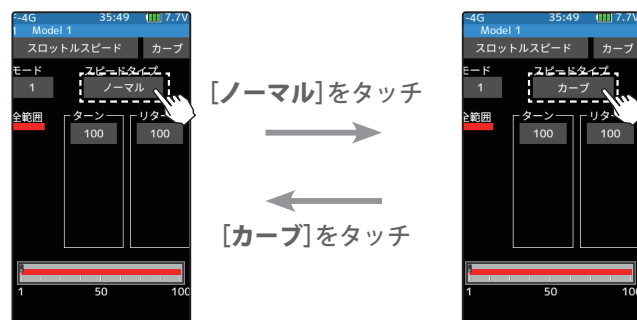 -4G 35:49 7.7V
1 Model 1
スロットルスピード カーブ
モード スピードタイプ
1 ノーマル
全範囲 ターン リター
100 100
1 50 100
[ノーマル]をタッチ
[カーブ]をタッチ
-4G 35:49 7.7V
Model 1
スロットルスピード カーブ
モード スピードタイプ
1 カーブ
全範囲 ターン リター
100 100
1 50 100